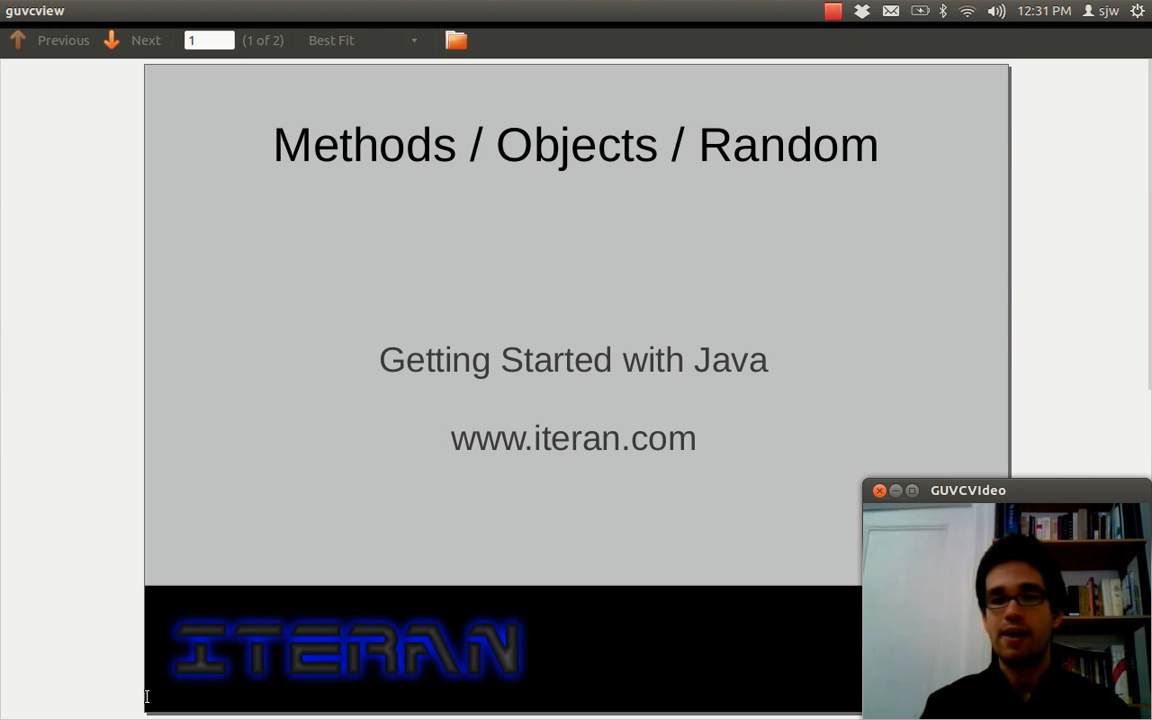 guvcview
12:31 PM
sjw
Previous
Next
1
(1 of 2)
Best Fit
Methods / Objects / Random
Getting Started with Java
www.iteran.com
GUVCVIdeo
ITERAN